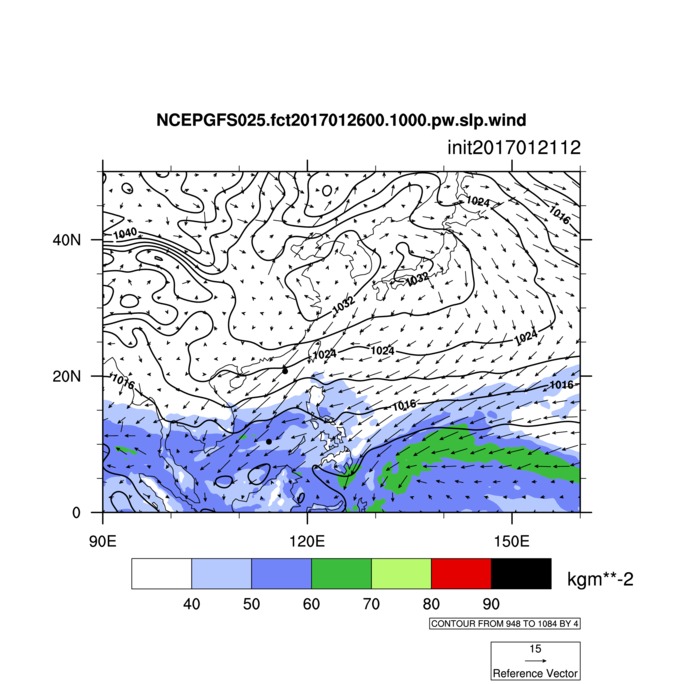 NCEPGFS025.fct2017012600.1000.pw.slp.wind
init2017012112
1024
1016
1040
40N
1032
1032
1024
1024
1024
20N
1016
1016
1016
0
90E 120E 150E
kgm**-2
40 50 60 70 80 90
CONTOUR FROM 948 TO 1084 BY 4
15
Reference Vector